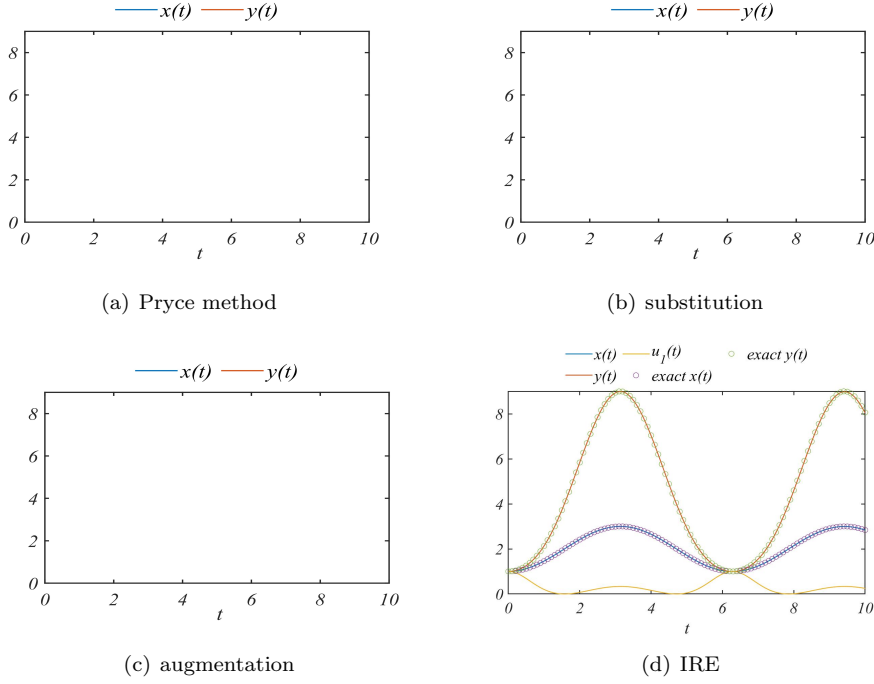 x(t) y(t)
8
6
4
2
0
0 2 4 6 8 10
t
(a) Pryce method
x(t) y(t)
8
6
4
2
0
0 2 4 6 8 10
t
(b) substitution
x(t) y(t)
8
6
4
2
0
0 2 4 6 8 10
t
(c) augmentation
x(t) u_1(t) exact y(t)
y(t) exact x(t)
8
6
4
2
0
0 2 4 6 8 10
t
(d) IRE